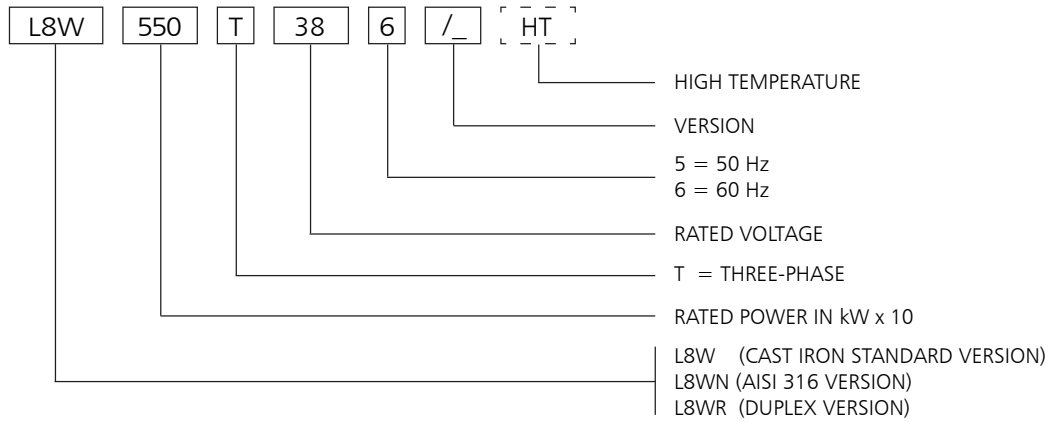 L8W 550 T 38 6 /_ HT
HIGH TEMPERATURE
VERSION
5 = 50 Hz
6 = 60 Hz
RATED VOLTAGE
T = THREE-PHASE
RATED POWER IN kW x 10
L8W (CAST IRON STANDARD VERSION)
L8WN (AISI 316 VERSION)
L8WR (DUPLEX VERSION)